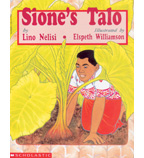 Sione's Talo
by Illustrated by
Lino Nelisi Elspeth Williamson
SCHOLASTIC